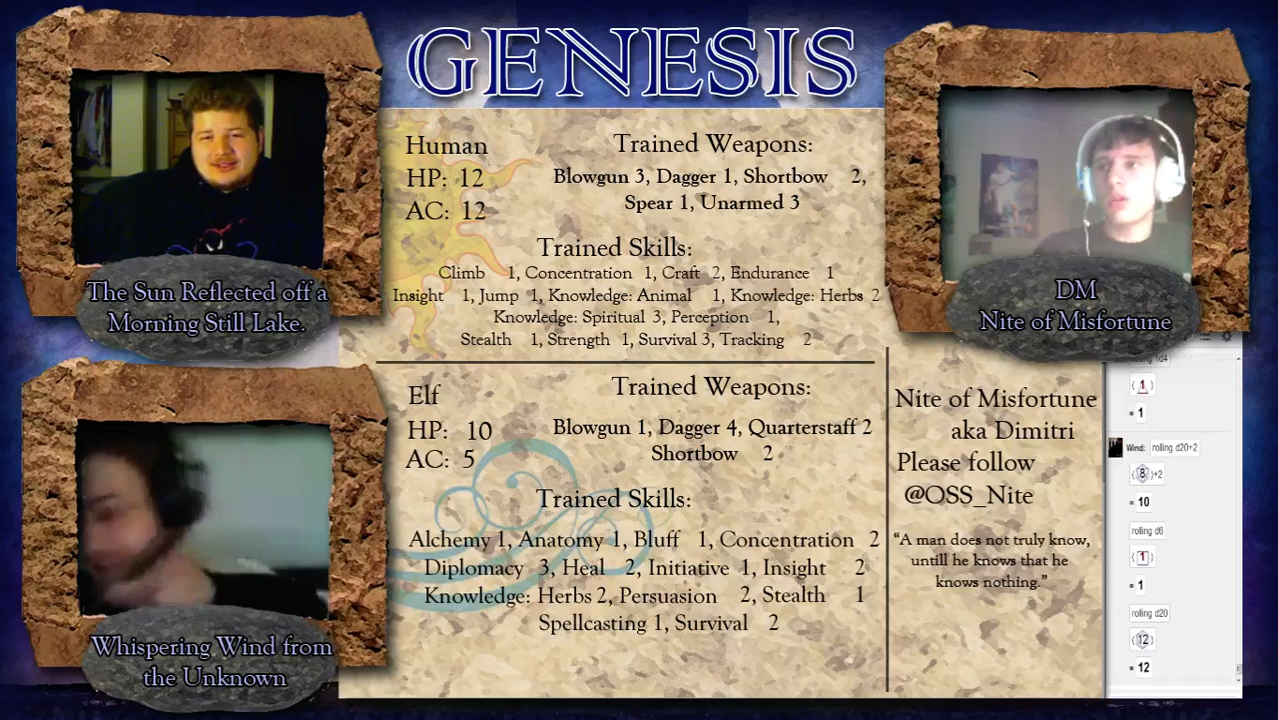 GENESIS
The Sun Reflected off a
Morning Still Lake.
Human
HP: 12
AC: 12
Trained Weapons:
Blowgun 3, Dagger 1, Shortbow 2,
Spear 1, Unarmed 3
Trained Skills:
Climb 1, Concentration 1, Craft 2, Endurance 1
Insight 1, Jump 1, Knowledge: Animal 1, Knowledge: Herbs 2
Knowledge: Spiritual 3, Perception 1,
Stealth 1, Strength 1, Survival 3, Tracking 2
DM
Nite of Misfortune
Whispering Wind from
the Unknown
Elf
HP: 10
AC: 5
Trained Weapons:
Blowgun 1, Dagger 4, Quarterstaff 2
Shortbow 2
Trained Skills:
Alchemy 1, Anatomy 1, Bluff 1, Concentration 2
Diplomacy 3, Heal 2, Initiative 1, Insight 2
Knowledge: Herbs 2, Persuasion 2, Stealth 1
Spellcasting 1, Survival 2
Nite of Misfortune
aka Dimitri
Please follow
@OSS_Nite
“A man does not truly know,
untill he knows that he
knows nothing.”
(1)
= 1
Wind: rolling d20+2
(8)+2
= 10
rolling d6
(1)
= 1
rolling d20
(12)
= 12